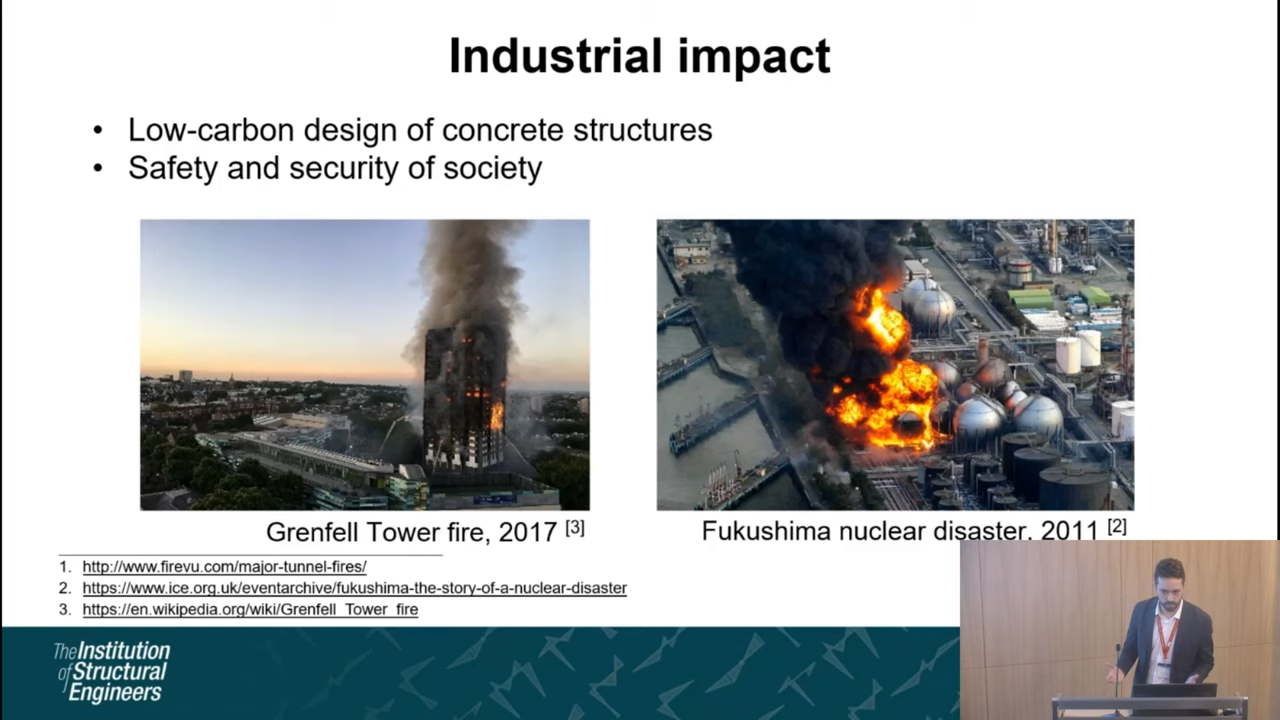 Industrial impact
• Low-carbon design of concrete structures
• Safety and security of society
Grenfell Tower fire, 2017 [3]
Fukushima nuclear disaster, 2011 [2]
1. http://www.firevu.com/major-tunnel-fires/
2. https://www.ice.org.uk/eventarchive/fukushima-the-story-of-a-nuclear-disaster
3. https://en.wikipedia.org/wiki/Grenfell_Tower_fire
The Institution
of Structural
Engineers